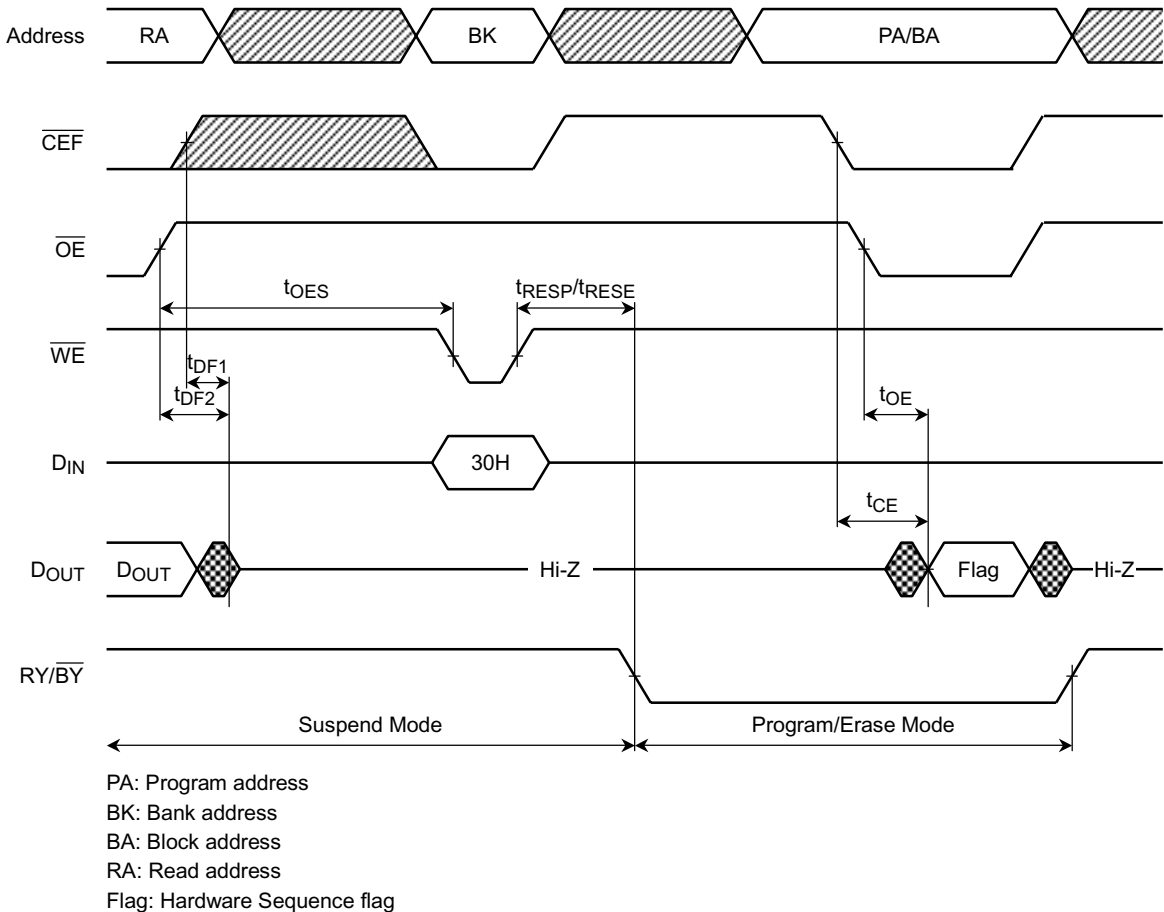 Address RA BK PA/BA
CEF
OE
tOES tRESP/tRESE
WE
tDF1
tDF2 tOE
DIN 30H
tCE
DOUT DOUT Hi-Z Flag Hi-Z
RY/BY
Suspend Mode Program/Erase Mode
PA: Program address
BK: Bank address
BA: Block address
RA: Read address
Flag: Hardware Sequence flag